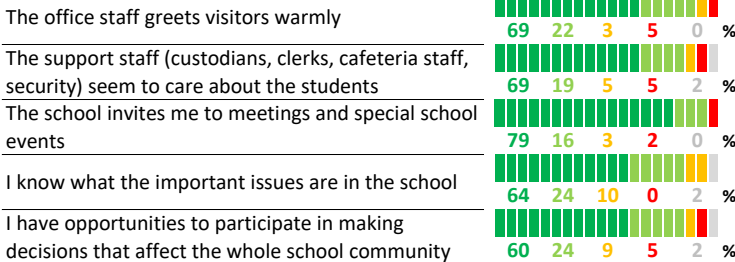 The office staff greets visitors warmly
69 22 3 5 0 %
The support staff (custodians, clerks, cafeteria staff,
security) seem to care about the students
69 19 5 5 2 %
The school invites me to meetings and special school
events
79 16 3 2 0 %
I know what the important issues are in the school
64 24 10 0 2 %
I have opportunities to participate in making
decisions that affect the whole school community
60 24 9 5 2 %